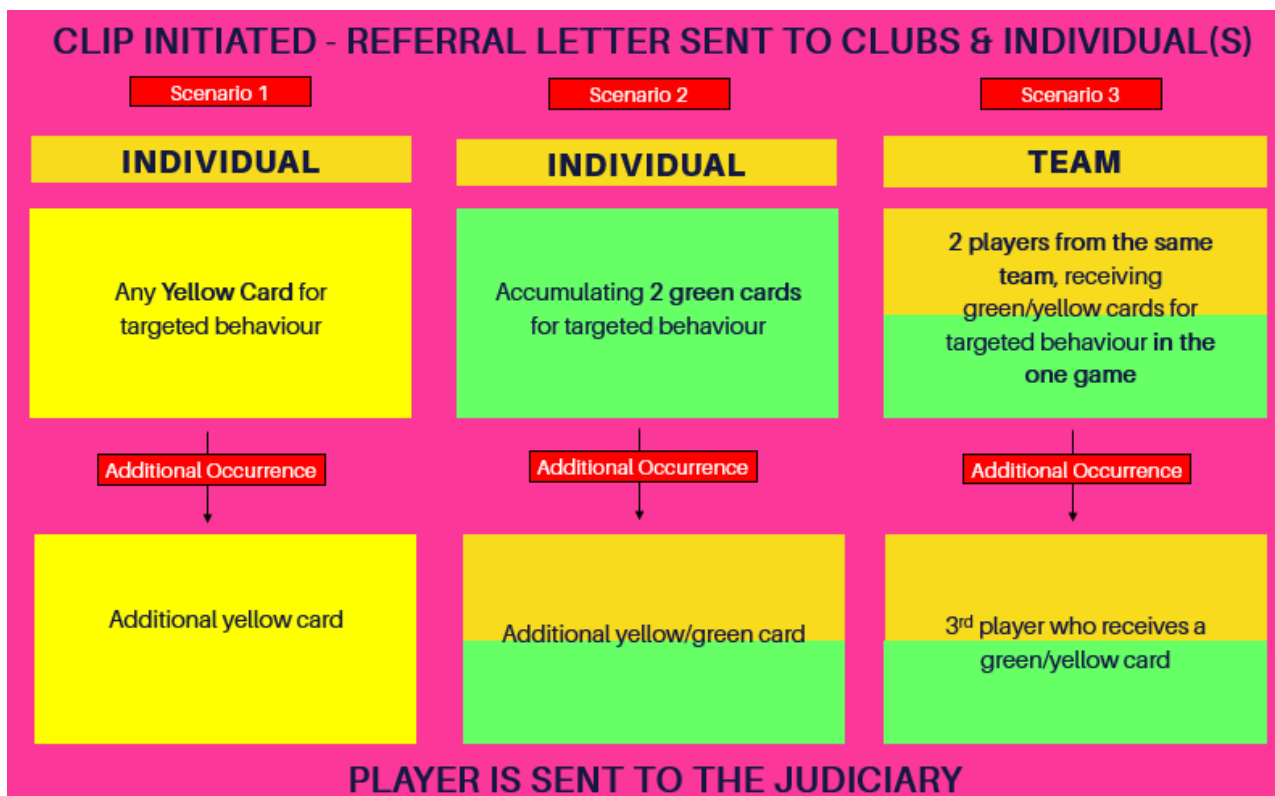 CLIP INITIATED - REFERRAL LETTER SENT TO CLUBS & INDIVIDUAL(S)
Scenario 1
INDIVIDUAL
Any Yellow Card for
targeted behaviour
Additional Occurrence
Additional yellow card
Scenario 2
INDIVIDUAL
Accumulating 2 green cards
for targeted behaviour
Additional Occurrence
Additional yellow/green card
Scenario 3
TEAM
2 players from the same
team, receiving
green/yellow cards for
targeted behaviour in the
one game
Additional Occurrence
3rd player who receives a
green/yellow card
PLAYER IS SENT TO THE JUDICIARY